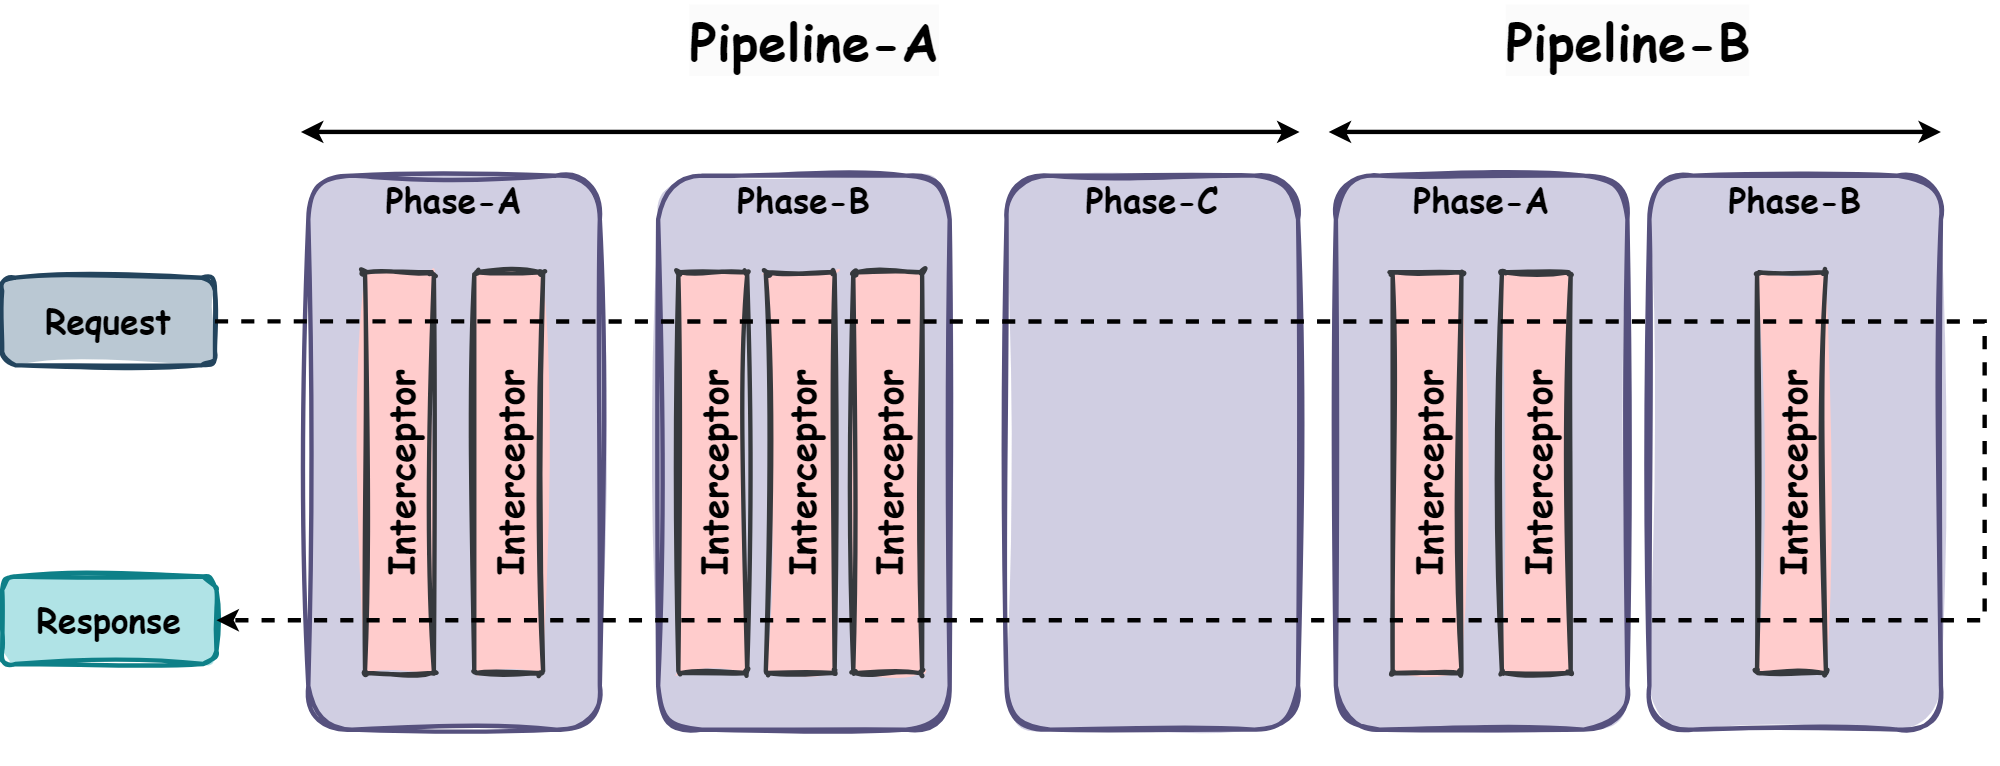 Pipeline-A
Pipeline-B
Phase-A
Phase-B
Phase-C
Phase-A
Phase-B
Request
Interceptor
Interceptor
Interceptor
Interceptor
Interceptor
Interceptor
Interceptor
Interceptor
Response